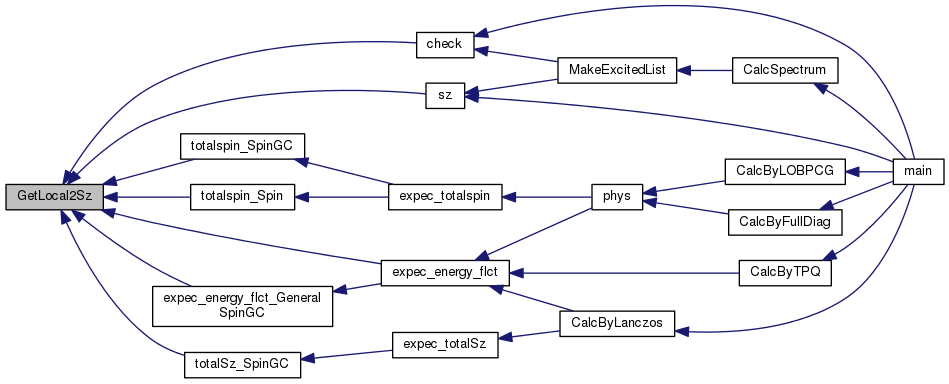 GetLocal2Sz
check
sz
totalspin_SpinGC
totalspin_Spin
expec_energy_flct_General
SpinGC
totalSz_SpinGC
expec_totalspin
expec_energy_flct
expec_totalSz
MakeExcitedList
phys
CalcByLanczos
CalcSpectrum
CalcByLOBPCG
CalcByFullDiag
CalcByTPQ
main